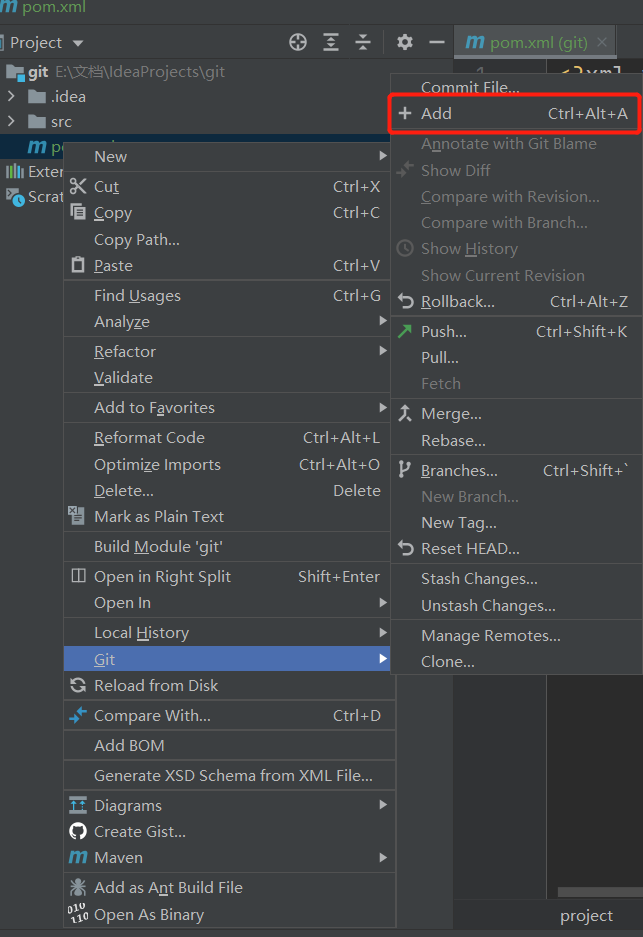 pom.xml
Project
pom.xml (git)
git E:\文档\IdeaProjects\git
.idea
src
New
Cut Ctrl+X
Copy Ctrl+C
Copy Path...
Paste Ctrl+V
Find Usages Ctrl+G
Analyze
Refactor
Validate
Add to Favorites
Reformat Code Ctrl+Alt+L
Optimize Imports Ctrl+Alt+O
Delete... Delete
Mark as Plain Text
Build Module 'git'
Open in Right Split Shift+Enter
Open In
Local History
Git
Reload from Disk
Compare With... Ctrl+D
Add BOM
Generate XSD Schema from XML File...
Diagrams
Create Gist...
Maven
Add as Ant Build File
Open As Binary
Commit File...
Add Ctrl+Alt+A
Annotate with Git Blame
Show Diff
Compare with Revision...
Compare with Branch...
Show History
Show Current Revision
Rollback... Ctrl+Alt+Z
Push... Ctrl+Shift+K
Pull...
Fetch
Merge...
Rebase...
Branches... Ctrl+Shift+`
New Branch...
New Tag...
Reset HEAD...
Stash Changes...
Unstash Changes...
Manage Remotes...
Clone...
project